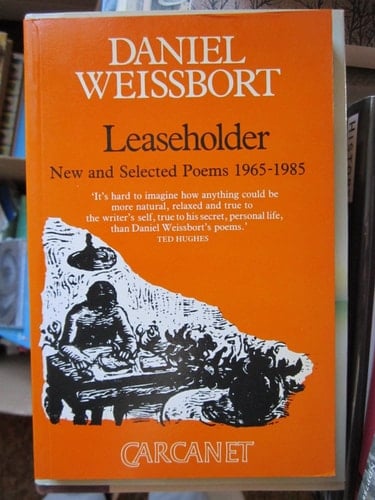 DANIEL
WEISSBORT
Leaseholder
New and Selected Poems 1965-1985
'It's hard to imagine how anything could be
more natural, relaxed and true to
the writer's self, true to his secret, personal life,
than Daniel Weissbort's poems.'
TED HUGHES
CARCANET